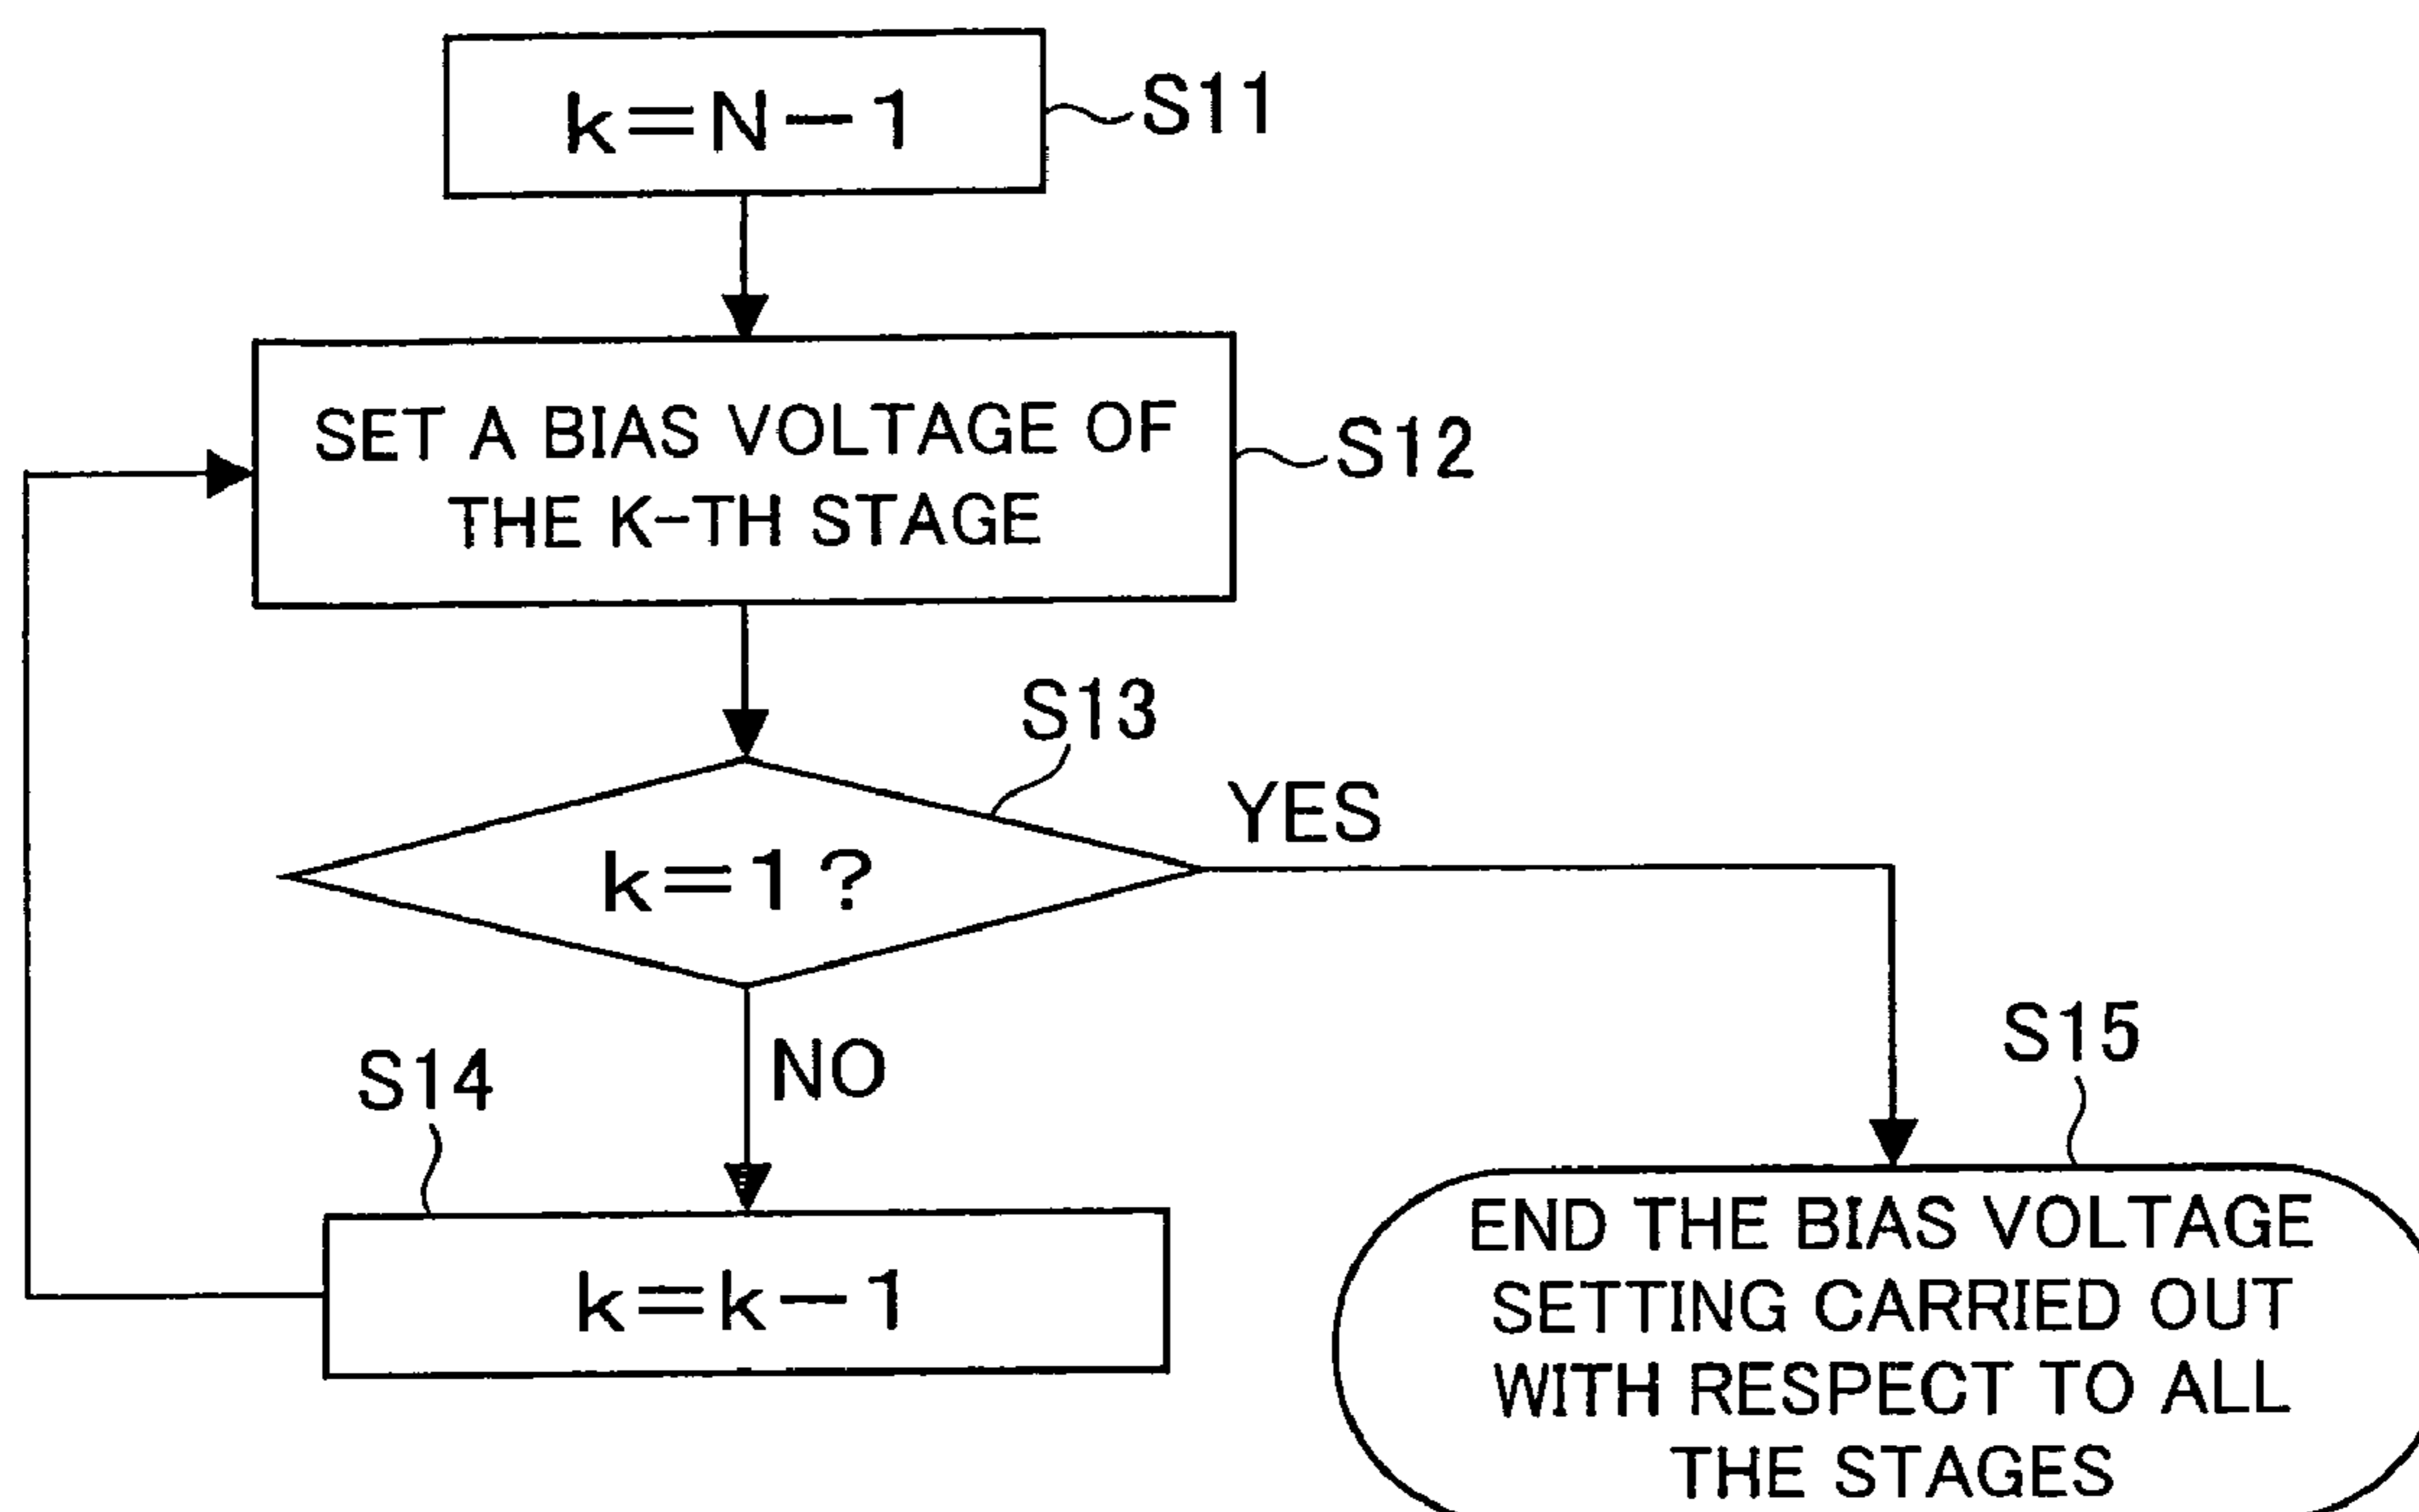 k=N-1
S11
SET A BIAS VOLTAGE OF
THE K-TH STAGE
S12
S13
k=1?
YES
NO
S14
k=k-1
S15
END THE BIAS VOLTAGE
SETTING CARRIED OUT
WITH RESPECT TO ALL
THE STAGES